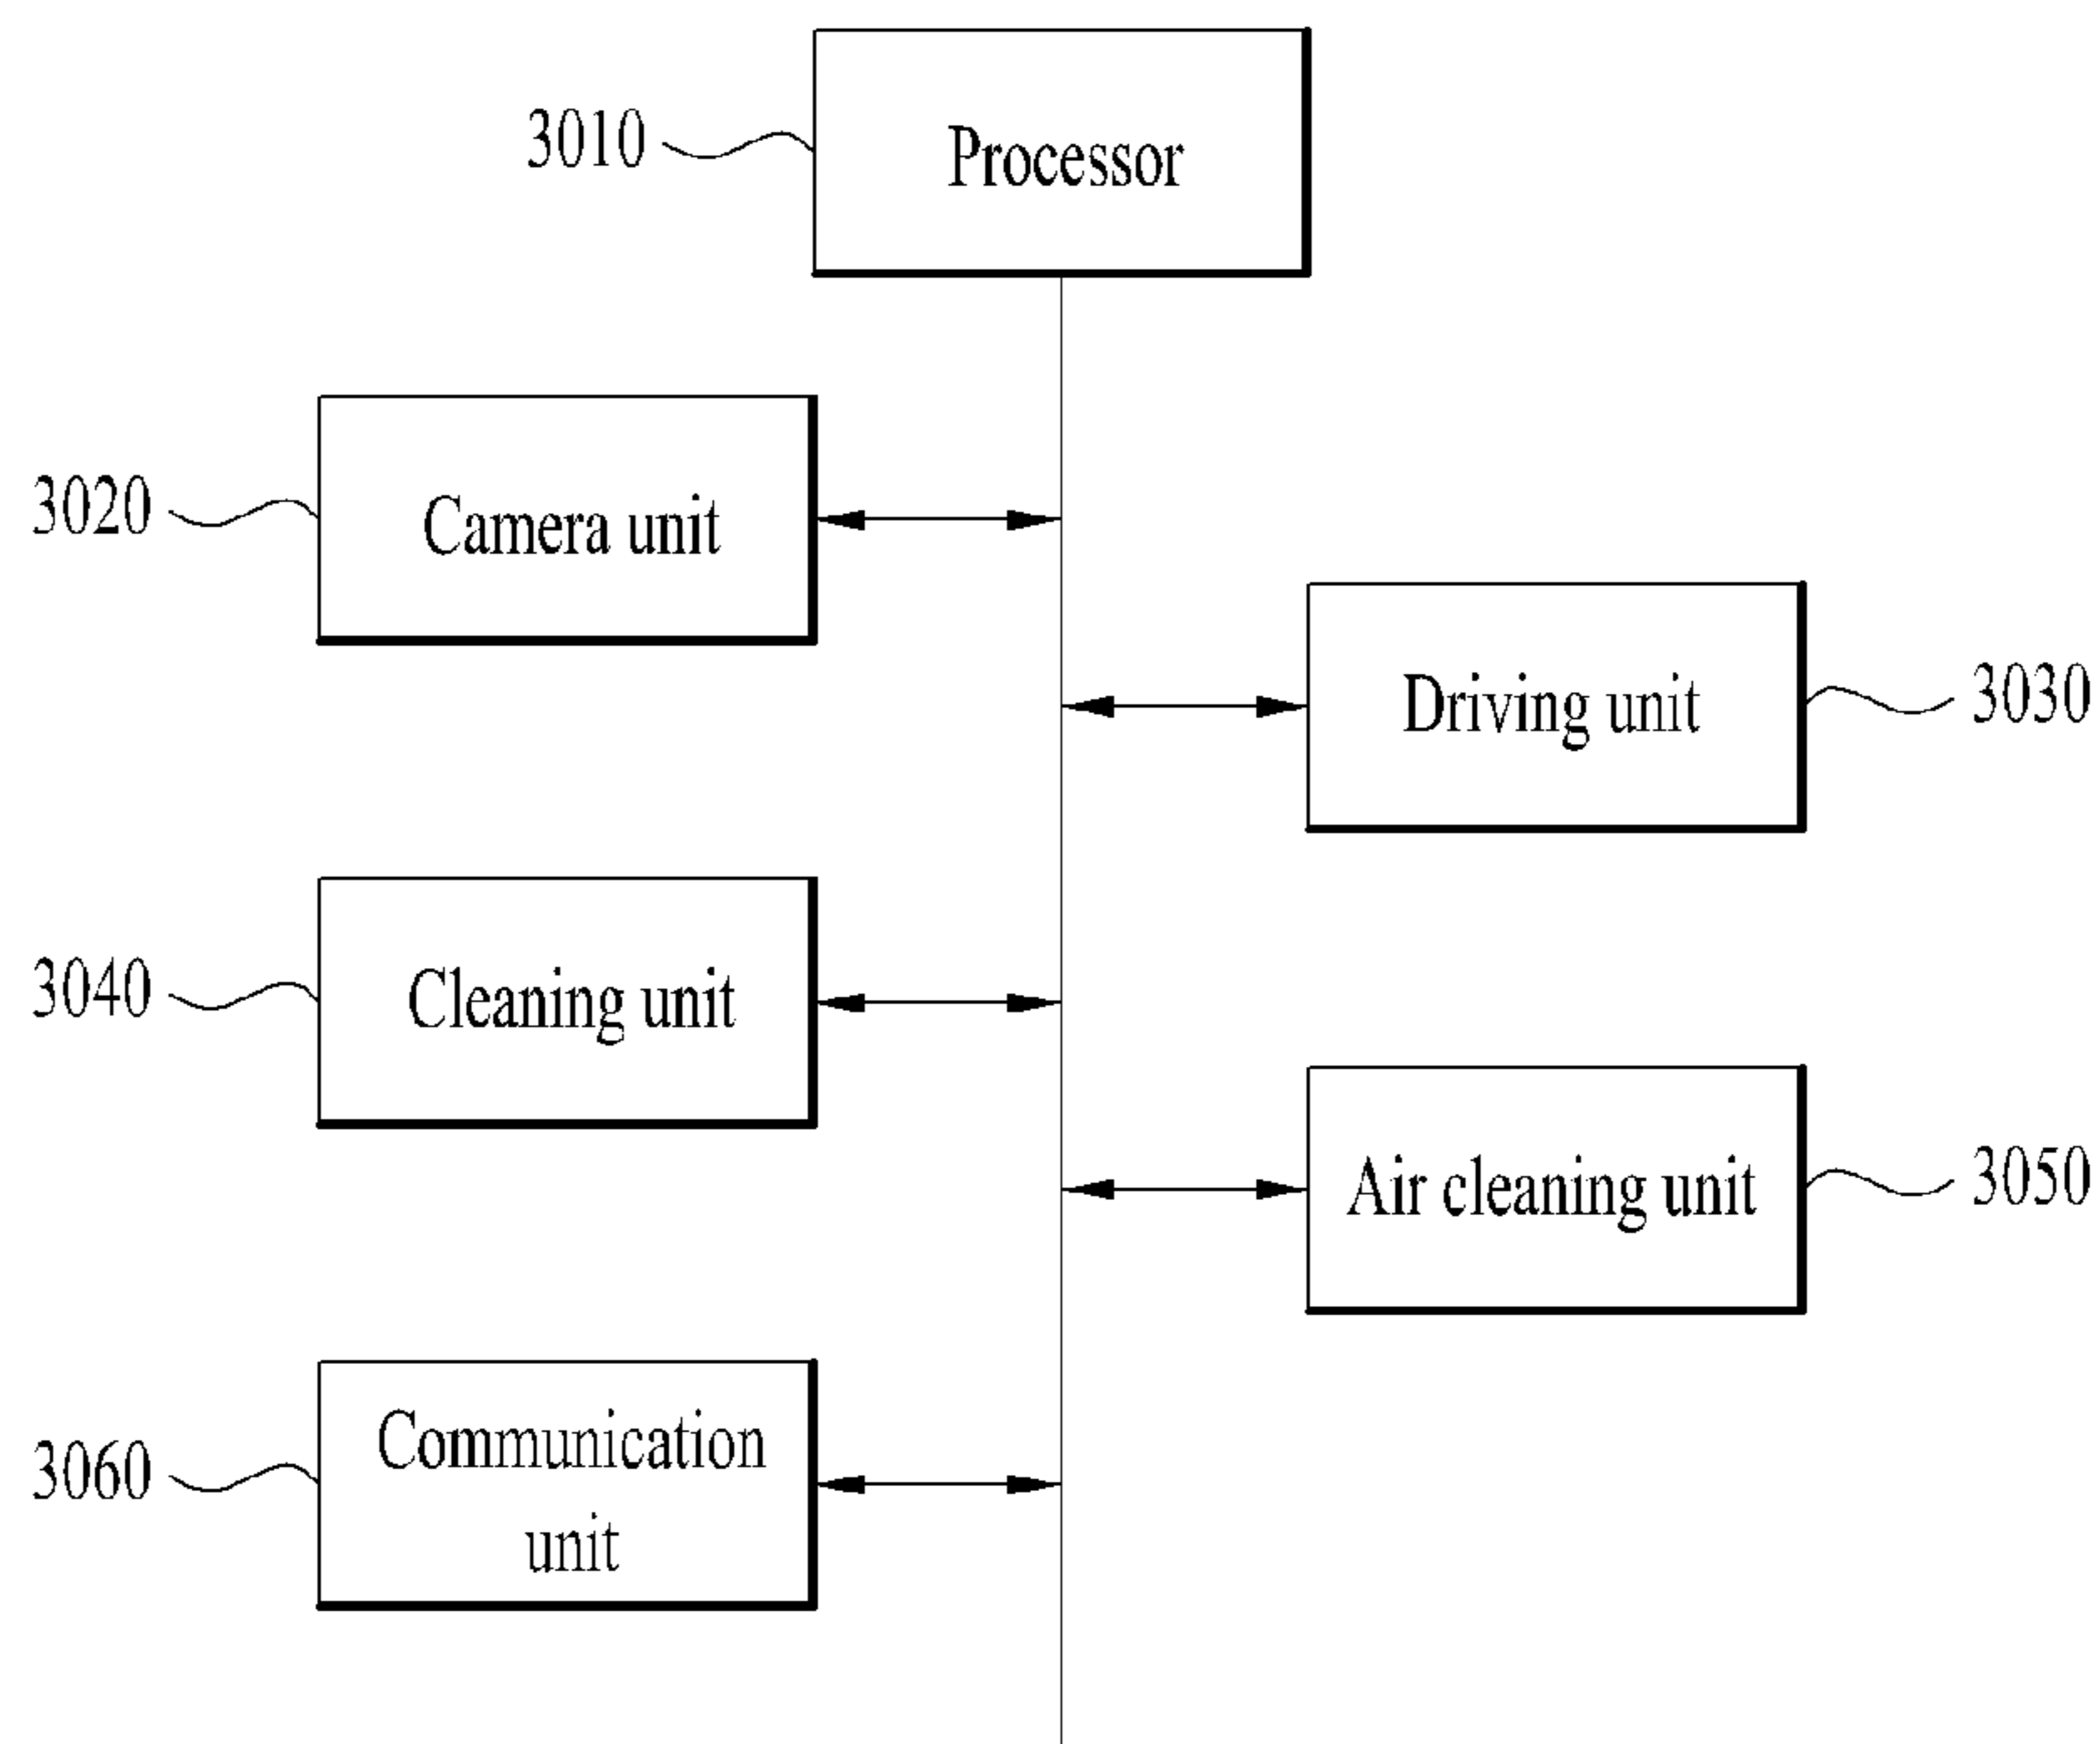 3010
Processor
3020
Camera unit
Driving unit
3030
3040
Cleaning unit
Air cleaning unit
3050
3060
Communication
unit